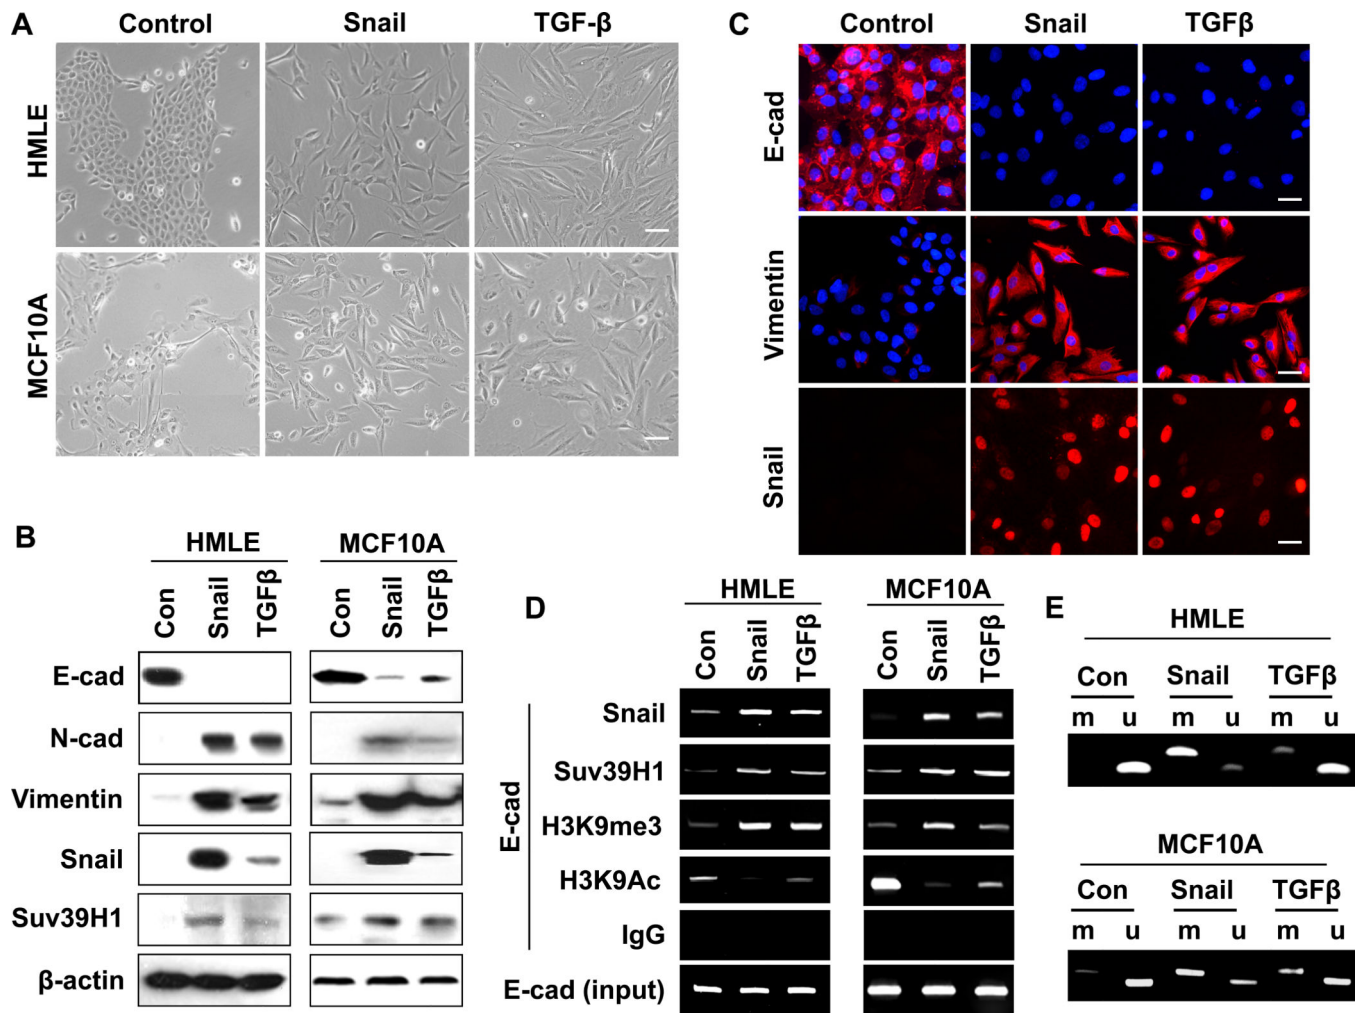 A
Control Snail TGF-β
HMLE
MCF10A
C
Control Snail TGFβ
E-cad
Vimentin
Snail
B
HMLE MCF10A
Con Snail TGFβ Con Snail TGFβ
E-cad
N-cad
Vimentin
Snail
Suv39H1
β-actin
D
HMLE MCF10A
Con Snail TGFβ Con Snail TGFβ
E-cad
Snail
Suv39H1
H3K9me3
H3K9Ac
IgG
E-cad (input)
E
HMLE
Con Snail TGFβ
m u m u m u
MCF10A
Con Snail TGFβ
m u m u m u